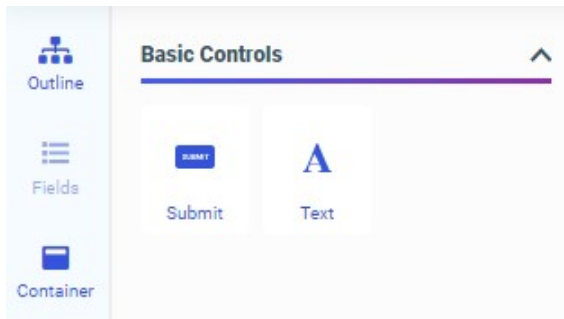 Outline
Fields
Container
Basic Controls
SUBMIT
Submit
A
Text